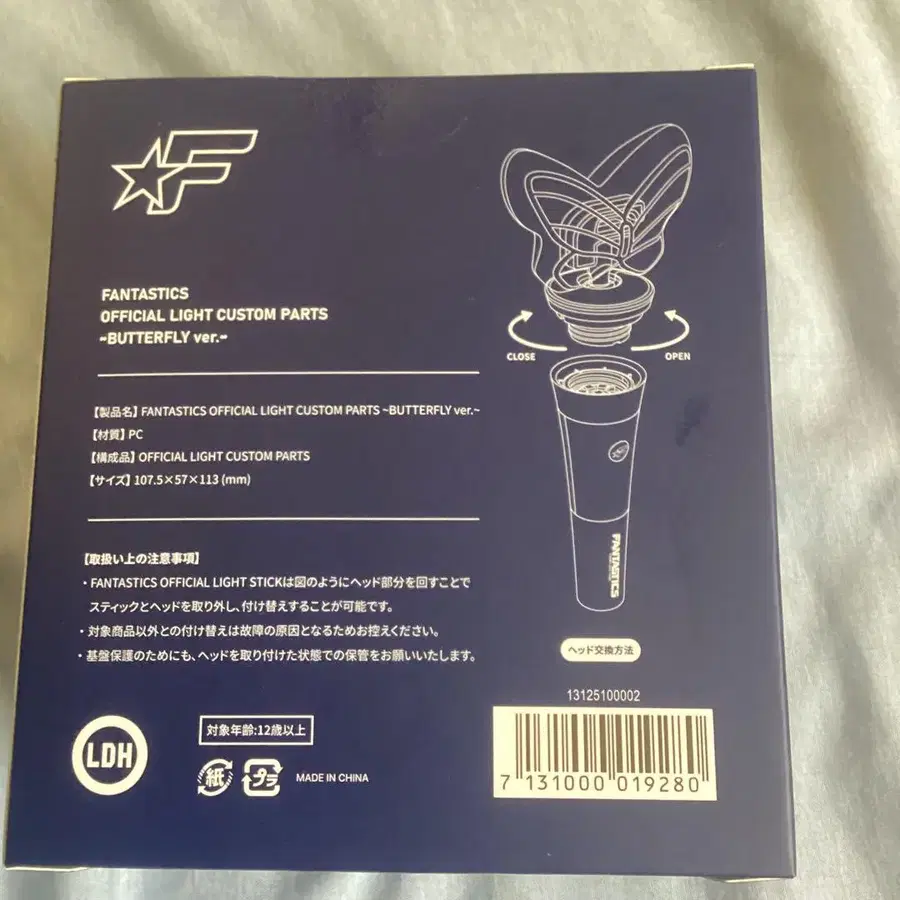 F
FANTASTICS
OFFICIAL LIGHT CUSTOM PARTS
~BUTTERFLY ver.~
【製品名】FANTASTICS OFFICIAL LIGHT CUSTOM PARTS ~BUTTERFLY ver.~
【材質】PC
【構成品】OFFICIAL LIGHT CUSTOM PARTS
【サイズ】107.5×57×113 (mm)
【取扱い上の注意事項】
・FANTASTICS OFFICIAL LIGHT STICKは図のようにヘッド部分を回すことで
スティックとヘッドを取り外し、付け替えすることが可能です。
・対象商品以外との付け替えは故障の原因となるためお控えください。
・基盤保護のためにも、ヘッドを取り付けた状態での保管をお願いいたします。
LDH
対象年齢:12歳以上
紙 プラ MADE IN CHINA
CLOSE OPEN
FANTASTICS
ヘッド交換方法
13125100002
7 131000 019280